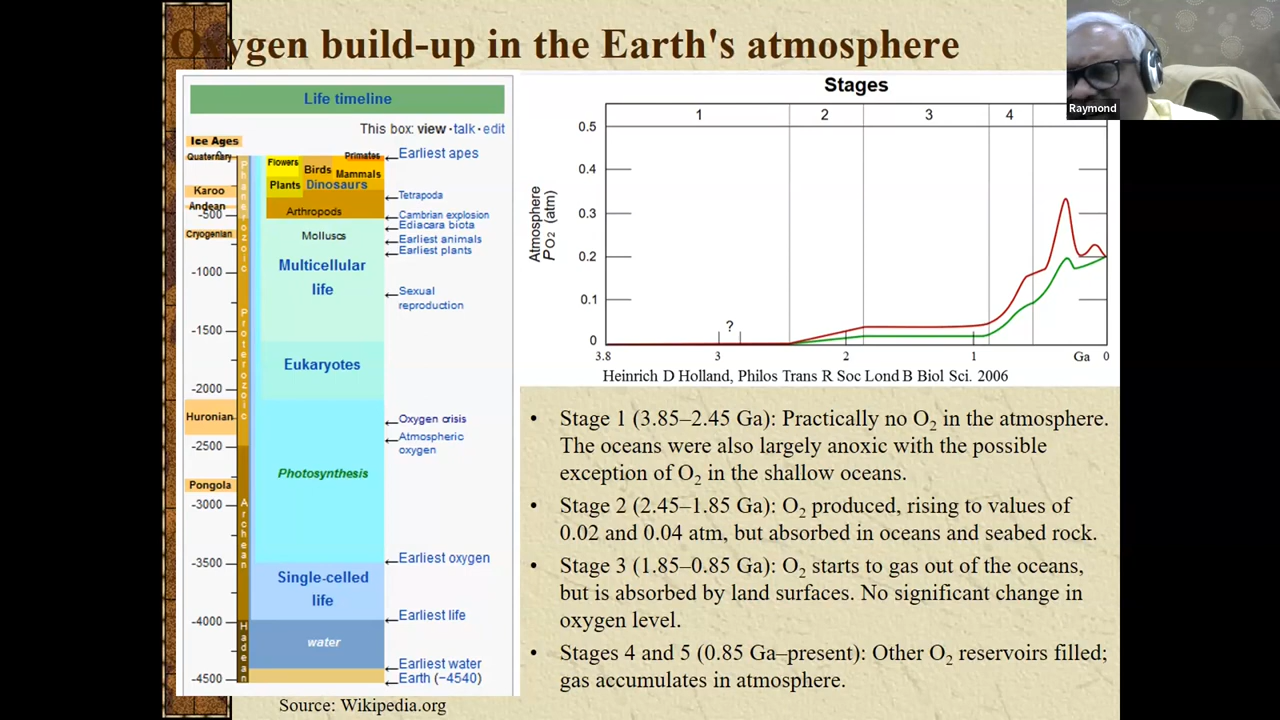 Oxygen build-up in the Earth's atmosphere
Raymond
Life timeline
This box: view · talk · edit
Ice Ages
Quaternary
Karoo
Andean
Cryogenian
Huronian
Pongola
-500
-1000
-1500
-2000
-2500
-3000
-3500
-4000
-4500
Phanerozoic
Proterozoic
Archean
Hadean
Flowers
Birds
Primates
Mammals
Plants
Dinosaurs
Arthropods
Molluscs
Multicellular
life
Eukaryotes
Photosynthesis
Single-celled
life
water
←Earliest apes
←Tetrapoda
←Cambrian explosion
←Ediacara biota
←Earliest animals
←Earliest plants
←Sexual
reproduction
←Oxygen crisis
←Atmospheric
oxygen
←Earliest oxygen
←Earliest life
←Earliest water
←Earth (−4540)
Source: Wikipedia.org
Stages
1 2 3 4
Atmosphere
PO₂ (atm)
0.5
0.4
0.3
0.2
0.1
0
?
3.8 3 2 1 Ga 0
Heinrich D Holland, Philos Trans R Soc Lond B Biol Sci. 2006
• Stage 1 (3.85–2.45 Ga): Practically no O₂ in the atmosphere.
The oceans were also largely anoxic with the possible
exception of O₂ in the shallow oceans.
• Stage 2 (2.45–1.85 Ga): O₂ produced, rising to values of
0.02 and 0.04 atm, but absorbed in oceans and seabed rock.
• Stage 3 (1.85–0.85 Ga): O₂ starts to gas out of the oceans,
but is absorbed by land surfaces. No significant change in
oxygen level.
• Stages 4 and 5 (0.85 Ga–present): Other O₂ reservoirs filled;
gas accumulates in atmosphere.